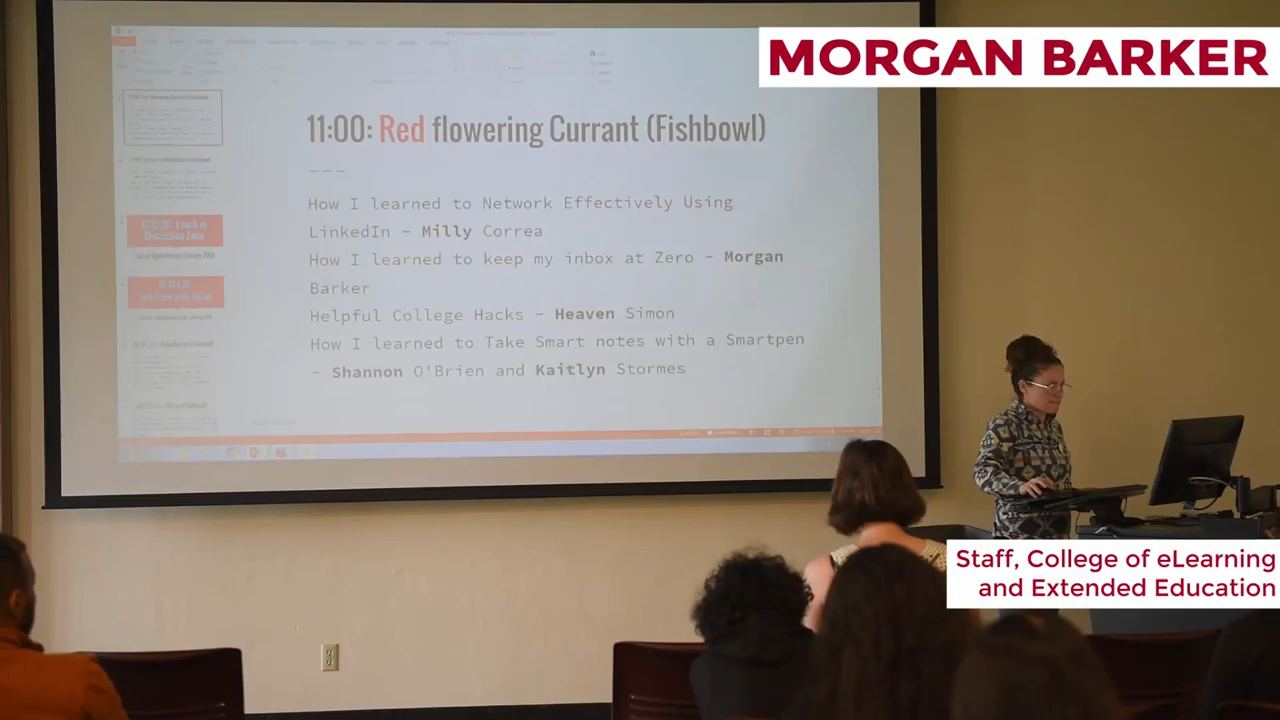 MORGAN BARKER
11:00: Red flowering Currant (Fishbowl)
---
How I learned to Network Effectively Using
LinkedIn - Milly Correa
How I learned to keep my inbox at Zero - Morgan
Barker
Helpful College Hacks - Heaven Simon
How I learned to Take Smart notes with a Smartpen
- Shannon O'Brien and Kaitlyn Stormes
Staff, College of eLearning
and Extended Education